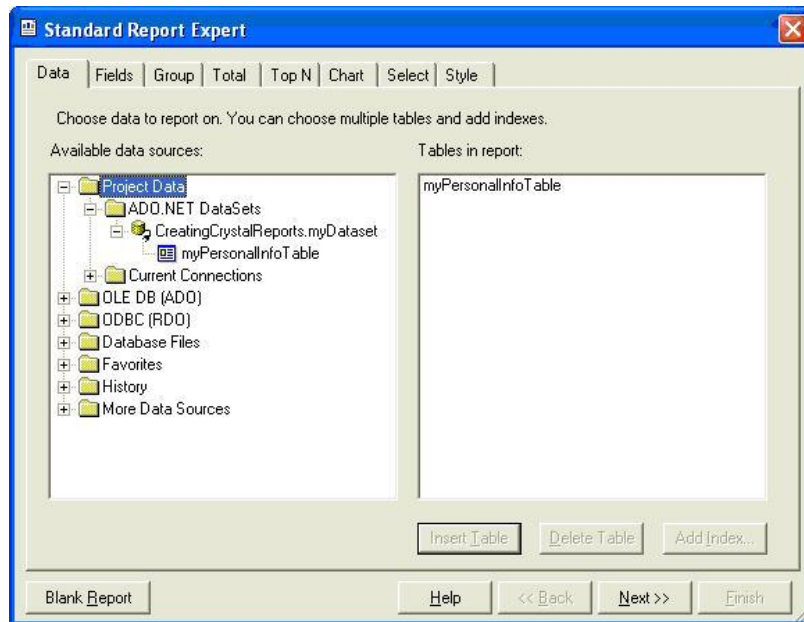 Standard Report Expert
Data Fields Group Total Top N Chart Select Style
Choose data to report on. You can choose multiple tables and add indexes.
Available data sources:
Tables in report:
Project Data
ADO.NET DataSets
CreatingCrystalReports.myDataset
myPersonalInfoTable
Current Connections
OLE DB (ADO)
ODBC (RDO)
Database Files
Favorites
History
More Data Sources
myPersonalInfoTable
Insert Table Delete Table Add Index...
Blank Report Help << Back Next >> Finish